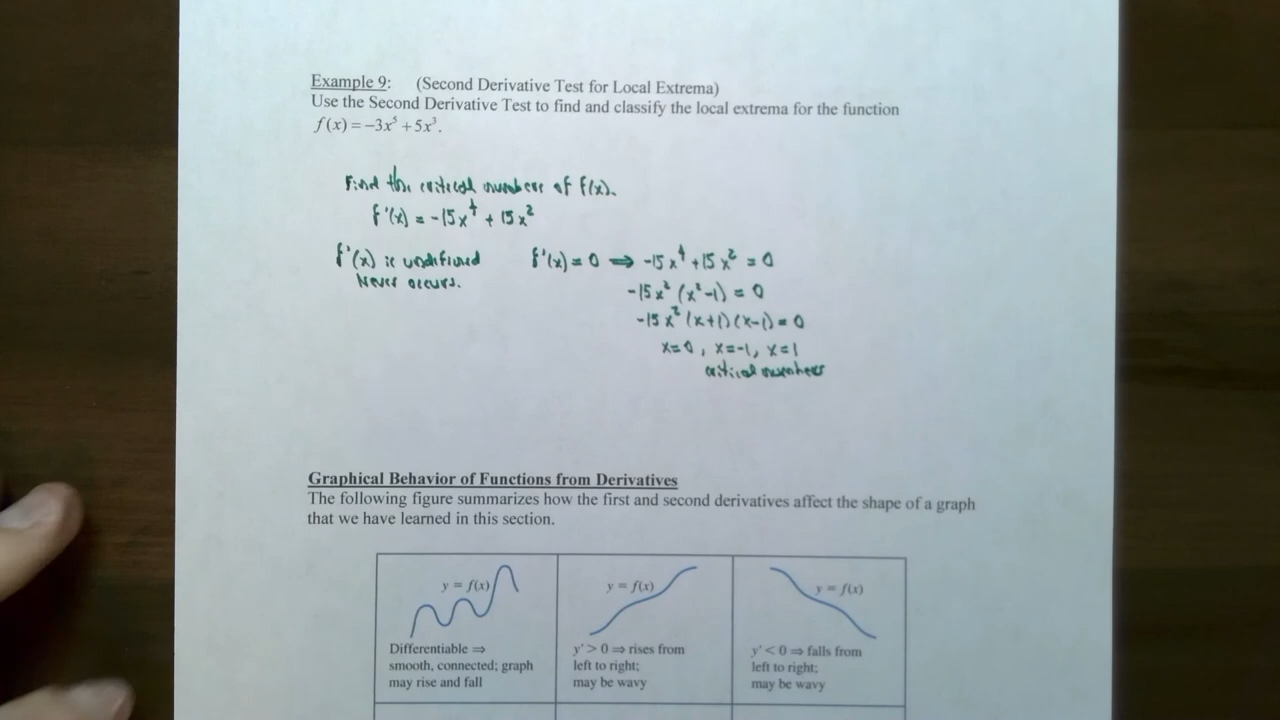 Example 9: (Second Derivative Test for Local Extrema)
Use the Second Derivative Test to find and classify the local extrema for the function
f(x) = −3x⁵ + 5x³.
Find the critical numbers of f(x).
f'(x) = -15x⁴ + 15x²
f'(x) is undefined
Never occurs.
f'(x) = 0 ⟹ -15x⁴ + 15x² = 0
-15x² (x²-1) = 0
-15x² (x+1)(x-1) = 0
x=0, x=-1, x=1
critical numbers
Graphical Behavior of Functions from Derivatives
The following figure summarizes how the first and second derivatives affect the shape of a graph
that we have learned in this section.
y = f(x)
Differentiable ⇒
smooth, connected; graph
may rise and fall
y = f(x)
y' > 0 ⇒ rises from
left to right;
may be wavy
y = f(x)
y' < 0 ⇒ falls from
left to right;
may be wavy